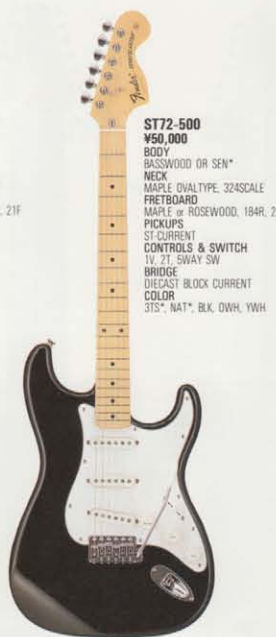 Fender
, 21F
ST72-500
¥50,000
BODY
BASSWOOD OR SEN*
NECK
MAPLE OVALTYPE, 324SCALE
FRETBOARD
MAPLE or ROSEWOOD, 184R, 2
PICKUPS
ST-CURRENT
CONTROLS & SWITCH
1V, 2T, 5WAY SW
BRIDGE
DIECAST BLOCK CURRENT
COLOR
3TS*, NAT*, BLK, OWH, YWH